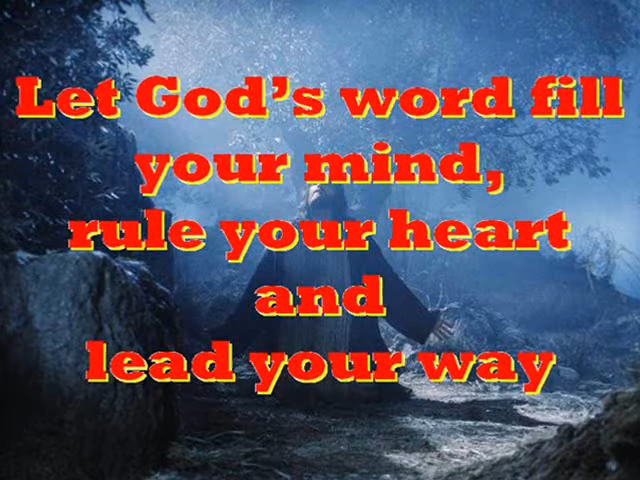 Let God's word fill
your mind,
rule your heart
and
lead your way